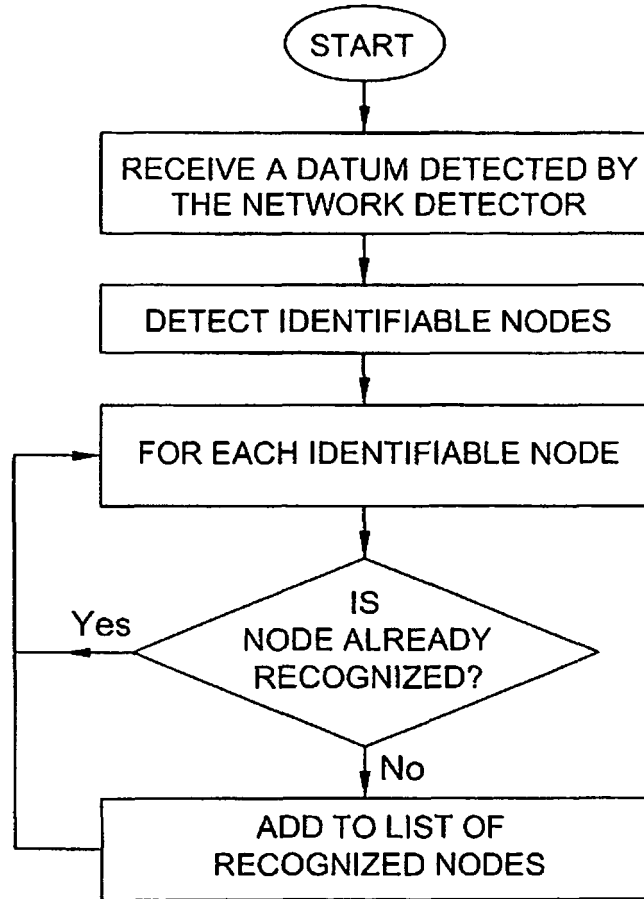 START
RECEIVE A DATUM DETECTED BY
THE NETWORK DETECTOR
DETECT IDENTIFIABLE NODES
FOR EACH IDENTIFIABLE NODE
IS
NODE ALREADY
RECOGNIZED?
Yes
No
ADD TO LIST OF
RECOGNIZED NODES